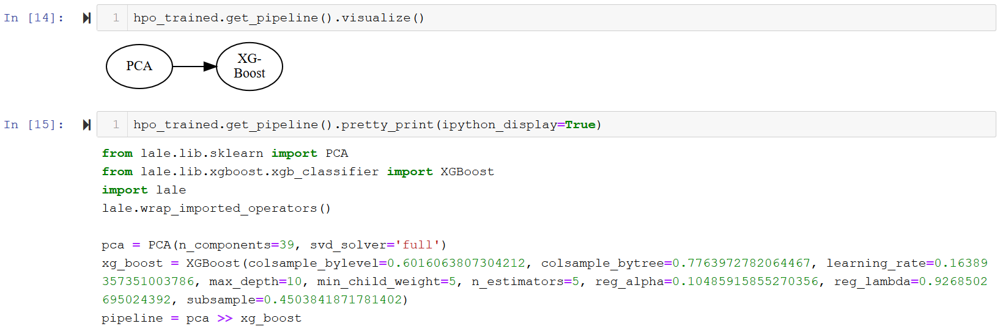 In [14]: 1 hpo_trained.get_pipeline().visualize()
PCA
XG-
Boost
In [15]: 1 hpo_trained.get_pipeline().pretty_print(ipython_display=True)
from lale.lib.sklearn import PCA
from lale.lib.xgboost.xgb_classifier import XGBoost
import lale
lale.wrap_imported_operators()
pca = PCA(n_components=39, svd_solver='full')
xg_boost = XGBoost(colsample_bylevel=0.6016063807304212, colsample_bytree=0.7763972782064467, learning_rate=0.16389
357351003786, max_depth=10, min_child_weight=5, n_estimators=5, reg_alpha=0.10485915855270356, reg_lambda=0.9268502
695024392, subsample=0.4503841871781402)
pipeline = pca >> xg_boost